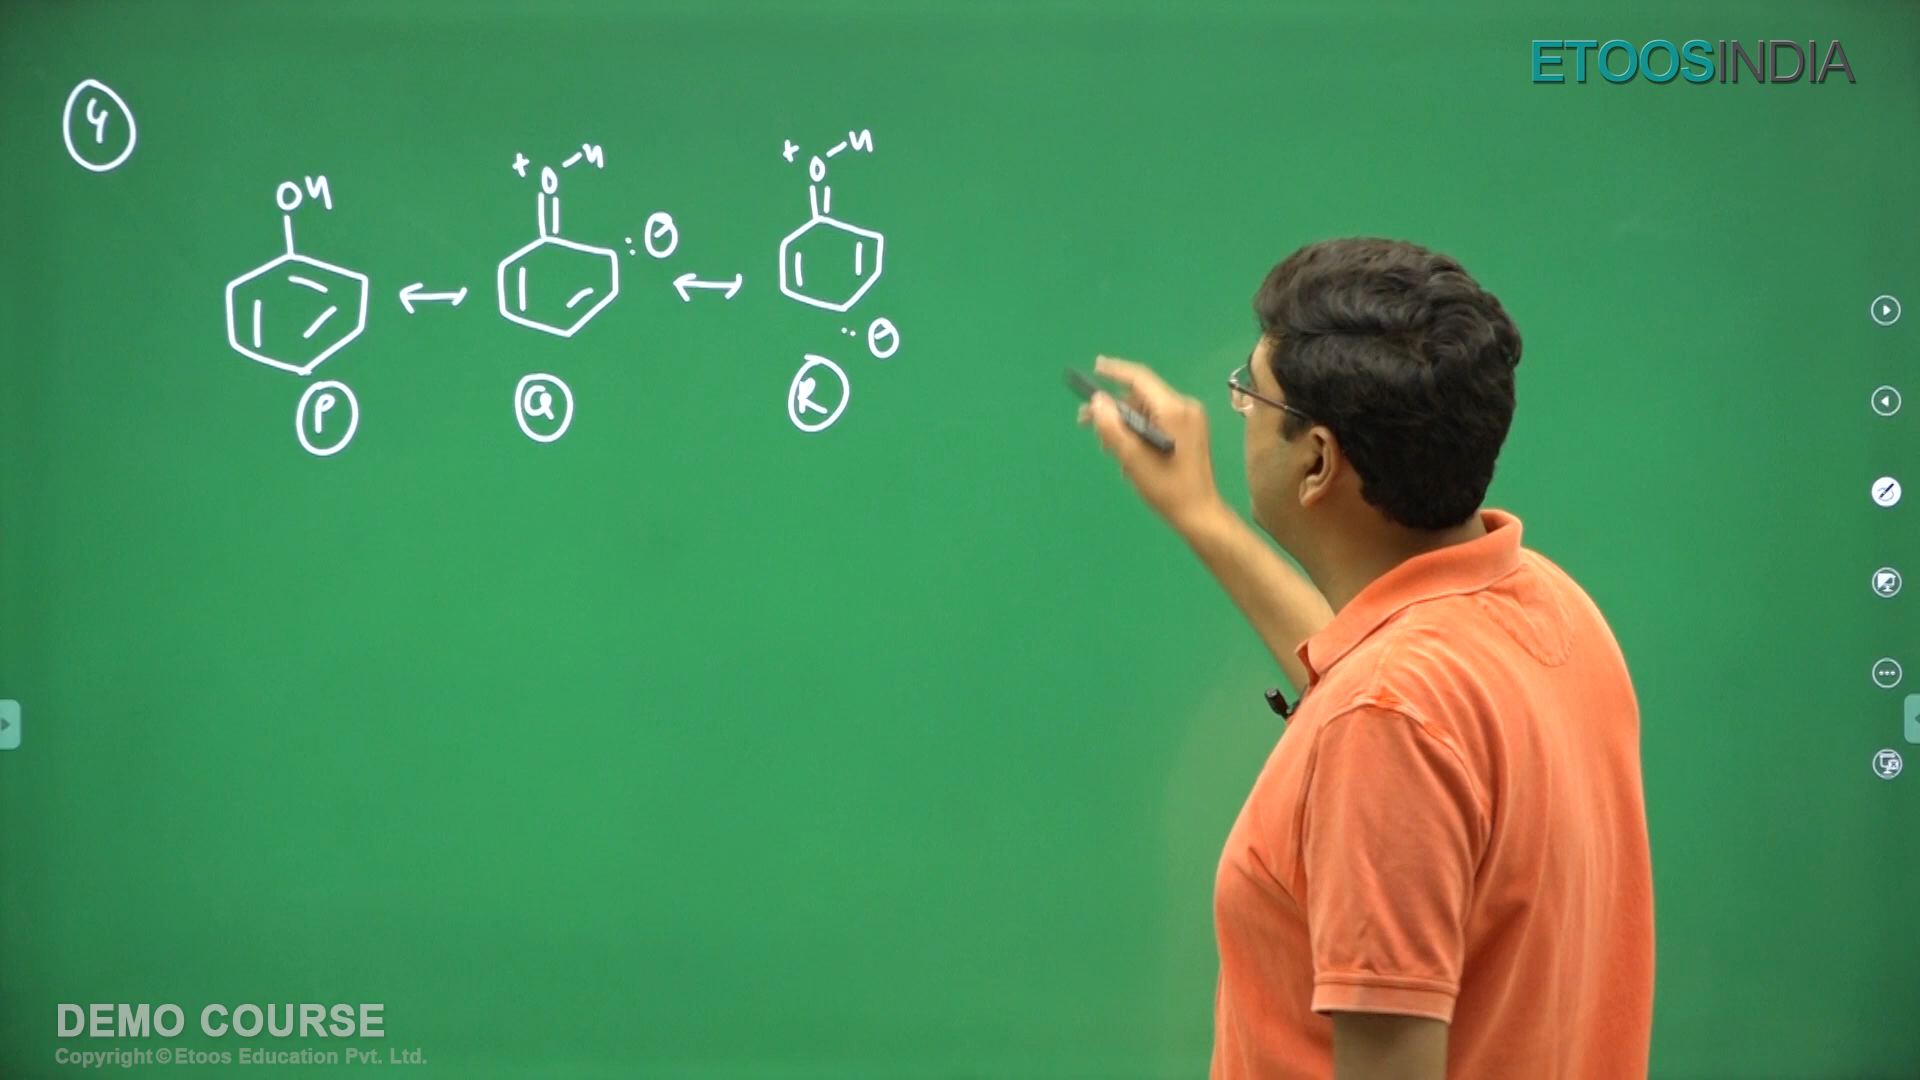 ETOOSINDIA
4
OH
+ O-H
: ⊖
+ O-H
.. ⊖
P
Q
R
DEMO COURSE
Copyright © Etoos Education Pvt. Ltd.